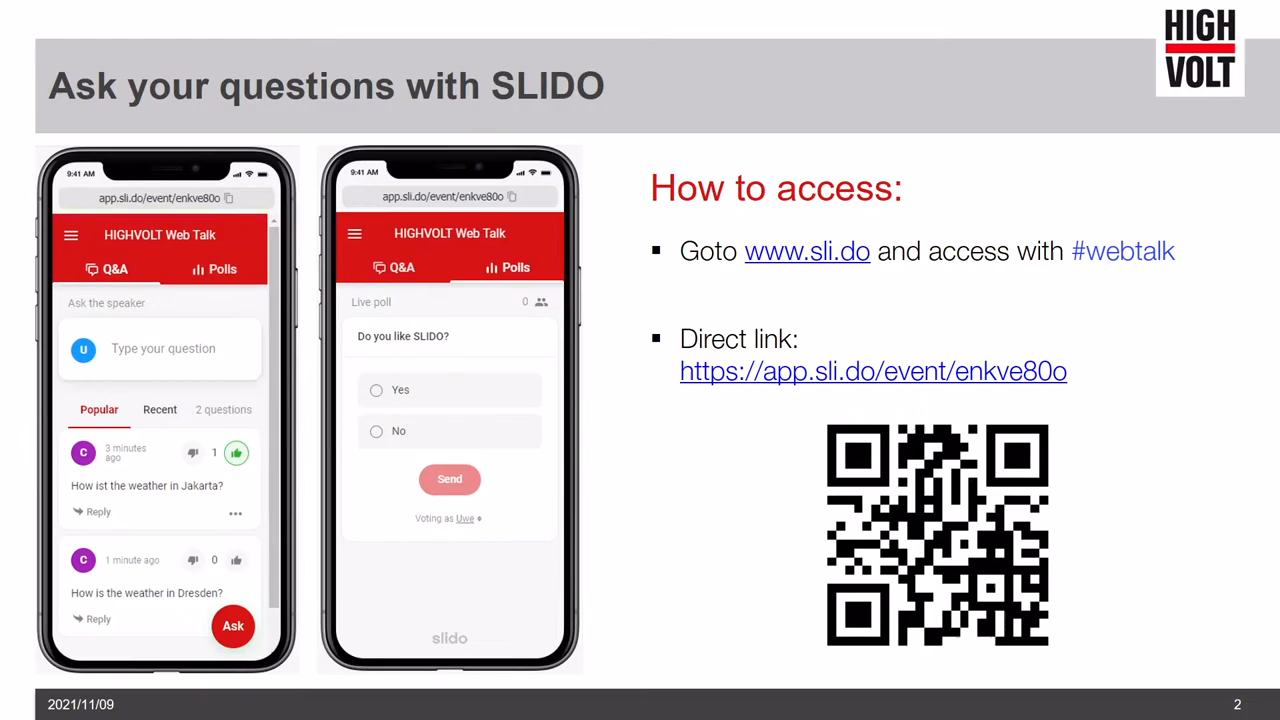 HIGH
VOLT
Ask your questions with SLIDO
9:41 AM
app.sli.do/event/enkve80o
HIGHVOLT Web Talk
Q&A
Polls
Ask the speaker
U
Type your question
Popular
Recent
2 questions
C
3 minutes
ago
1
How ist the weather in Jakarta?
Reply
C
1 minute ago
0
How is the weather in Dresden?
Reply
Ask
9:41 AM
app.sli.do/event/enkve80o
HIGHVOLT Web Talk
Q&A
Polls
Live poll
0
Do you like SLIDO?
Yes
No
Send
Voting as Uwe
slido
How to access:
Goto www.sli.do and access with #webtalk
Direct link:
https://app.sli.do/event/enkve80o
2021/11/09
2